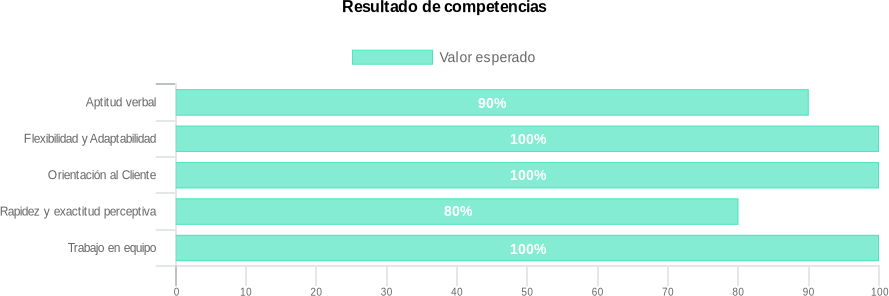 Resultado de competencias
Valor esperado
Aptitud verbal 90%
Flexibilidad y Adaptabilidad 100%
Orientación al Cliente 100%
Rapidez y exactitud perceptiva 80%
Trabajo en equipo 100%
0 10 20 30 40 50 60 70 80 90 100